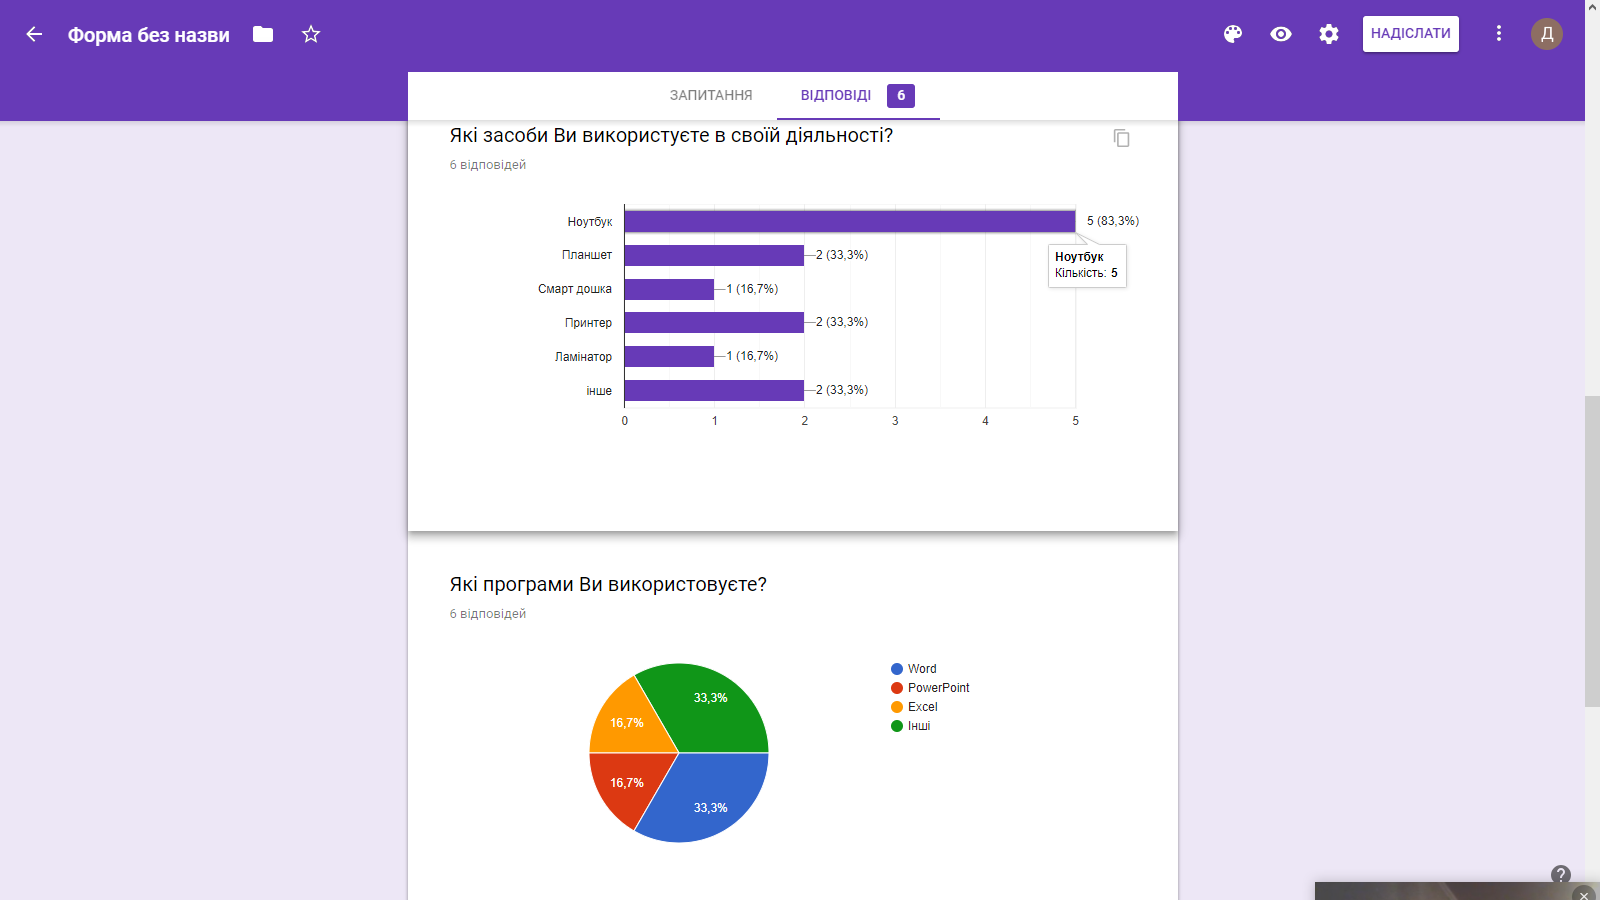 Форма без назви
НАДІСЛАТИ
Д
ЗАПИТАННЯ
ВІДПОВІДІ 6
Які засоби Ви використуєте в своїй діяльності?
6 відповідей
Ноутбук 5 (83,3%)
Планшет 2 (33,3%)
Ноутбук
Кількість: 5
Смарт дошка 1 (16,7%)
Принтер 2 (33,3%)
Ламінатор 1 (16,7%)
інше 2 (33,3%)
0 1 2 3 4 5
Які програми Ви використовуєте?
6 відповідей
33,3%
16,7%
16,7%
33,3%
Word
PowerPoint
Excel
Інші